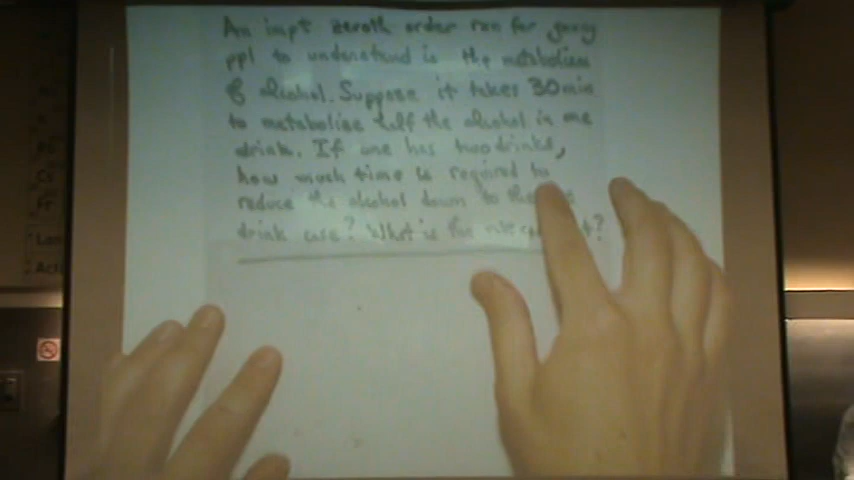 An impt zeroth order rxn for young
ppl to understand is the metabolism
of alcohol. Suppose it takes 30 min
to metabolise half the alcohol in one
drink. If one has two drinks,
how much time is required to
reduce the alcohol down to the
drink case? What is the rate